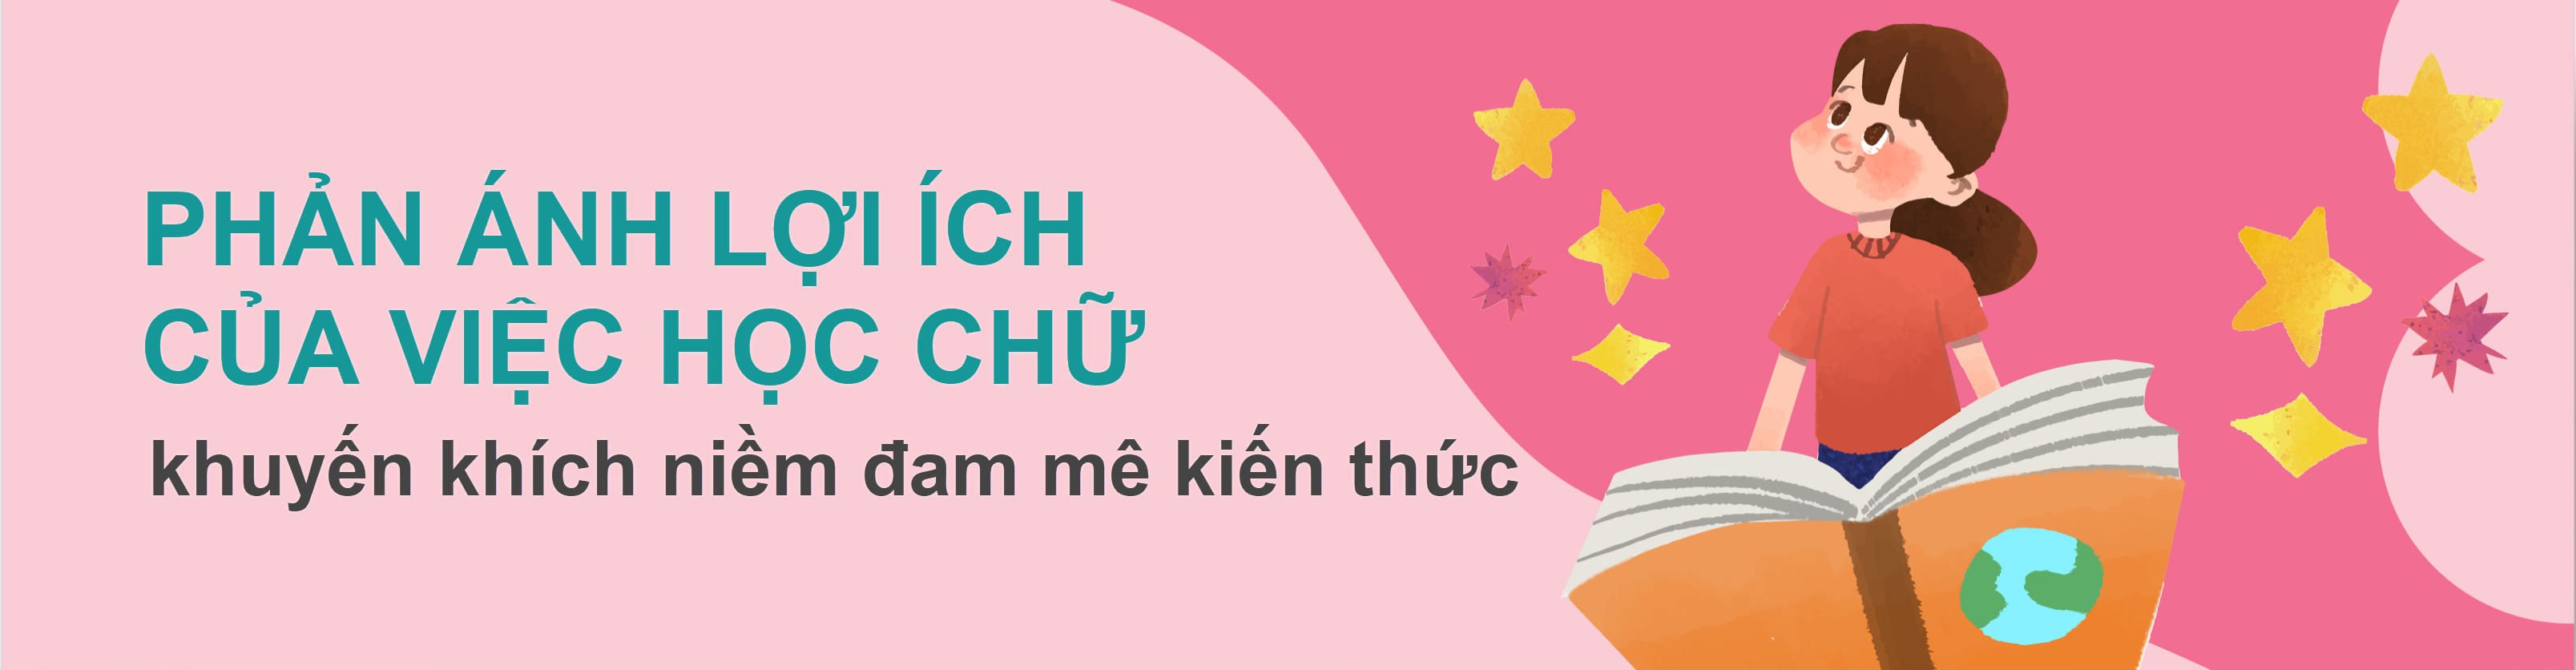 PHẢN ÁNH LỢI ÍCH
CỦA VIỆC HỌC CHỮ
khuyến khích niềm đam mê kiến thức